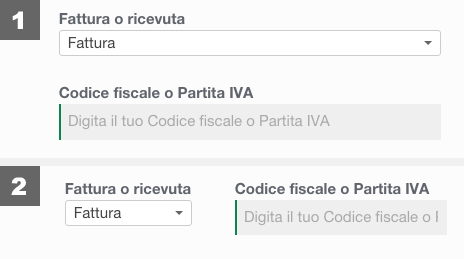 1
Fattura o ricevuta
Fattura
Codice fiscale o Partita IVA
Digita il tuo Codice fiscale o Partita IVA
2
Fattura o ricevuta
Codice fiscale o Partita IVA
Fattura
Digita il tuo Codice fiscale o